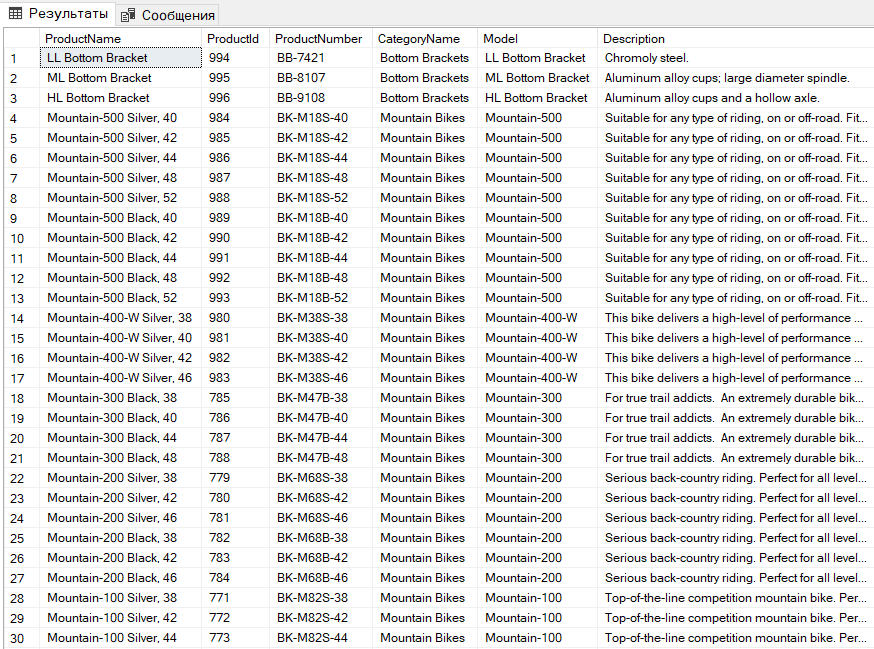 Результаты Сообщения
ProductName ProductId ProductNumber CategoryName Model Description
1 LL Bottom Bracket 994 BB-7421 Bottom Brackets LL Bottom Bracket Chromoly steel.
2 ML Bottom Bracket 995 BB-8107 Bottom Brackets ML Bottom Bracket Aluminum alloy cups; large diameter spindle.
3 HL Bottom Bracket 996 BB-9108 Bottom Brackets HL Bottom Bracket Aluminum alloy cups and a hollow axle.
4 Mountain-500 Silver, 40 984 BK-M18S-40 Mountain Bikes Mountain-500 Suitable for any type of riding, on or off-road. Fit...
5 Mountain-500 Silver, 42 985 BK-M18S-42 Mountain Bikes Mountain-500 Suitable for any type of riding, on or off-road. Fit...
6 Mountain-500 Silver, 44 986 BK-M18S-44 Mountain Bikes Mountain-500 Suitable for any type of riding, on or off-road. Fit...
7 Mountain-500 Silver, 48 987 BK-M18S-48 Mountain Bikes Mountain-500 Suitable for any type of riding, on or off-road. Fit...
8 Mountain-500 Silver, 52 988 BK-M18S-52 Mountain Bikes Mountain-500 Suitable for any type of riding, on or off-road. Fit...
9 Mountain-500 Black, 40 989 BK-M18B-40 Mountain Bikes Mountain-500 Suitable for any type of riding, on or off-road. Fit...
10 Mountain-500 Black, 42 990 BK-M18B-42 Mountain Bikes Mountain-500 Suitable for any type of riding, on or off-road. Fit...
11 Mountain-500 Black, 44 991 BK-M18B-44 Mountain Bikes Mountain-500 Suitable for any type of riding, on or off-road. Fit...
12 Mountain-500 Black, 48 992 BK-M18B-48 Mountain Bikes Mountain-500 Suitable for any type of riding, on or off-road. Fit...
13 Mountain-500 Black, 52 993 BK-M18B-52 Mountain Bikes Mountain-500 Suitable for any type of riding, on or off-road. Fit...
14 Mountain-400-W Silver, 38 980 BK-M38S-38 Mountain Bikes Mountain-400-W This bike delivers a high-level of performance ...
15 Mountain-400-W Silver, 40 981 BK-M38S-40 Mountain Bikes Mountain-400-W This bike delivers a high-level of performance ...
16 Mountain-400-W Silver, 42 982 BK-M38S-42 Mountain Bikes Mountain-400-W This bike delivers a high-level of performance ...
17 Mountain-400-W Silver, 46 983 BK-M38S-46 Mountain Bikes Mountain-400-W This bike delivers a high-level of performance ...
18 Mountain-300 Black, 38 785 BK-M47B-38 Mountain Bikes Mountain-300 For true trail addicts.  An extremely durable bik...
19 Mountain-300 Black, 40 786 BK-M47B-40 Mountain Bikes Mountain-300 For true trail addicts.  An extremely durable bik...
20 Mountain-300 Black, 44 787 BK-M47B-44 Mountain Bikes Mountain-300 For true trail addicts.  An extremely durable bik...
21 Mountain-300 Black, 48 788 BK-M47B-48 Mountain Bikes Mountain-300 For true trail addicts.  An extremely durable bik...
22 Mountain-200 Silver, 38 779 BK-M68S-38 Mountain Bikes Mountain-200 Serious back-country riding. Perfect for all level...
23 Mountain-200 Silver, 42 780 BK-M68S-42 Mountain Bikes Mountain-200 Serious back-country riding. Perfect for all level...
24 Mountain-200 Silver, 46 781 BK-M68S-46 Mountain Bikes Mountain-200 Serious back-country riding. Perfect for all level...
25 Mountain-200 Black, 38 782 BK-M68B-38 Mountain Bikes Mountain-200 Serious back-country riding. Perfect for all level...
26 Mountain-200 Black, 42 783 BK-M68B-42 Mountain Bikes Mountain-200 Serious back-country riding. Perfect for all level...
27 Mountain-200 Black, 46 784 BK-M68B-46 Mountain Bikes Mountain-200 Serious back-country riding. Perfect for all level...
28 Mountain-100 Silver, 38 771 BK-M82S-38 Mountain Bikes Mountain-100 Top-of-the-line competition mountain bike. Per...
29 Mountain-100 Silver, 42 772 BK-M82S-42 Mountain Bikes Mountain-100 Top-of-the-line competition mountain bike. Per...
30 Mountain-100 Silver, 44 773 BK-M82S-44 Mountain Bikes Mountain-100 Top-of-the-line competition mountain bike. Per...